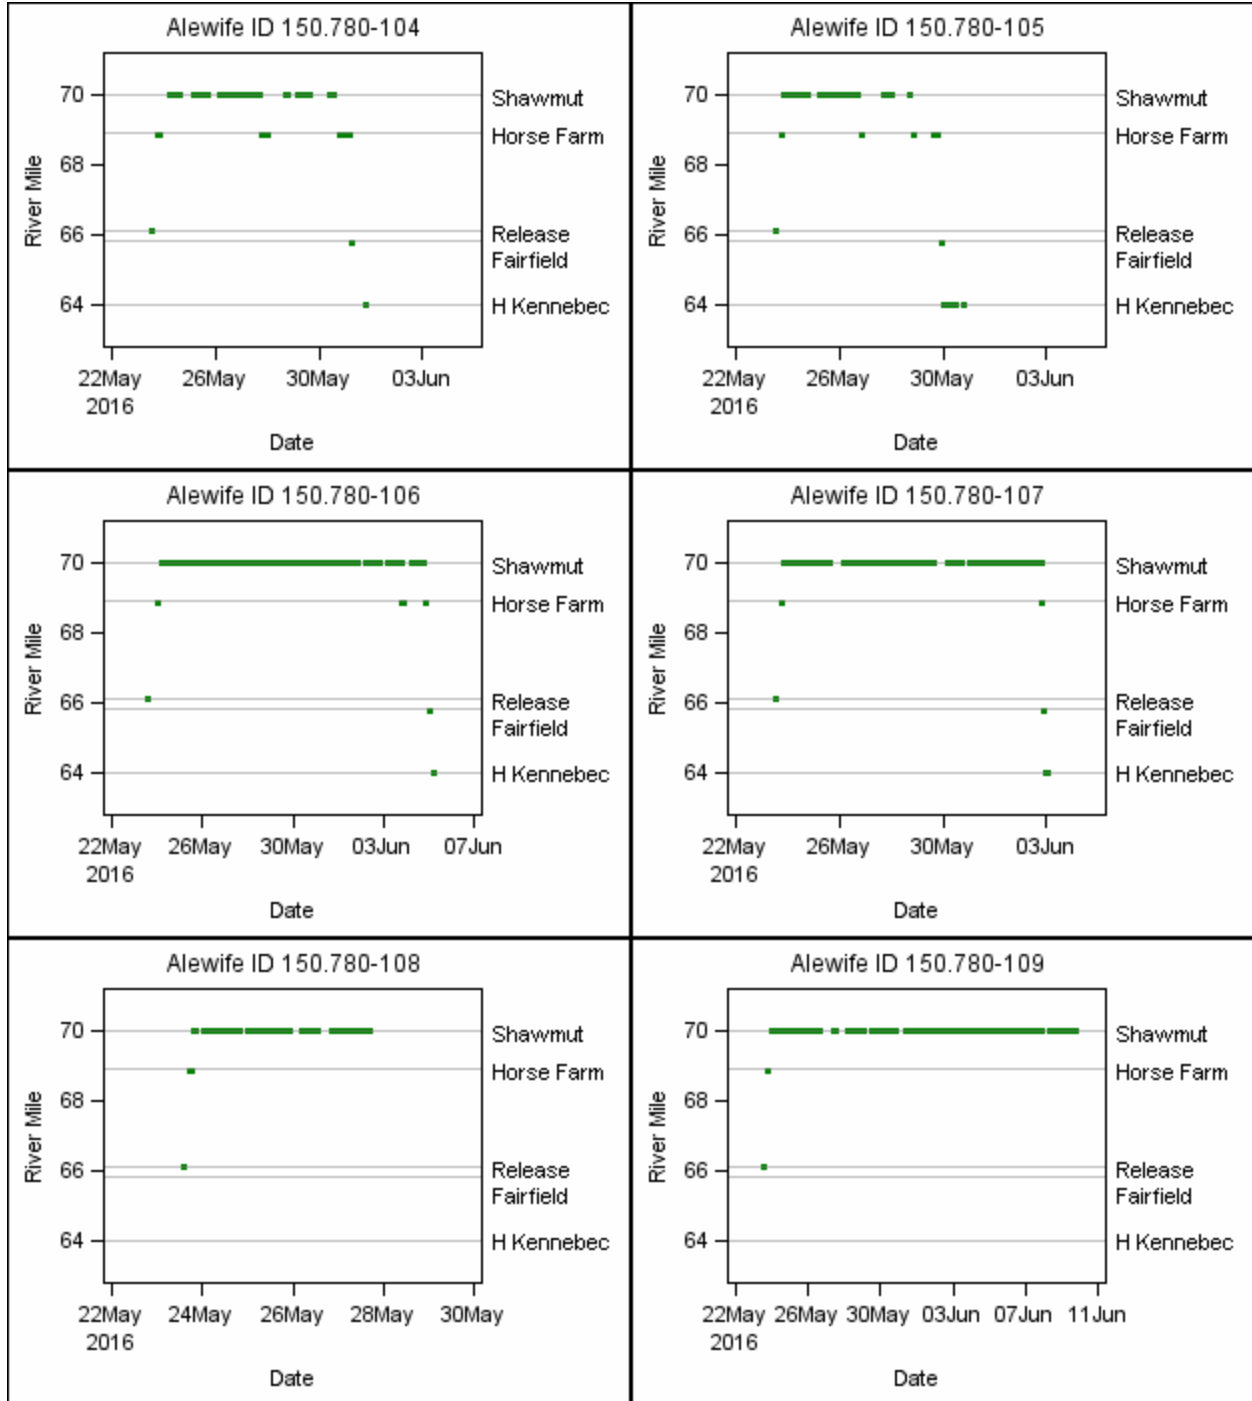 Alewife ID 150.780-104
70
68
66
64
River Mile
Shawmut
Horse Farm
Release
Fairfield
H Kennebec
22May 26May 30May 03Jun
2016
Date
Alewife ID 150.780-105
70
68
66
64
River Mile
Shawmut
Horse Farm
Release
Fairfield
H Kennebec
22May 26May 30May 03Jun
2016
Date
Alewife ID 150.780-106
70
68
66
64
River Mile
Shawmut
Horse Farm
Release
Fairfield
H Kennebec
22May 26May 30May 03Jun 07Jun
2016
Date
Alewife ID 150.780-107
70
68
66
64
River Mile
Shawmut
Horse Farm
Release
Fairfield
H Kennebec
22May 26May 30May 03Jun
2016
Date
Alewife ID 150.780-108
70
68
66
64
River Mile
Shawmut
Horse Farm
Release
Fairfield
H Kennebec
22May 24May 26May 28May 30May
2016
Date
Alewife ID 150.780-109
70
68
66
64
River Mile
Shawmut
Horse Farm
Release
Fairfield
H Kennebec
22May 26May 30May 03Jun 07Jun 11Jun
2016
Date